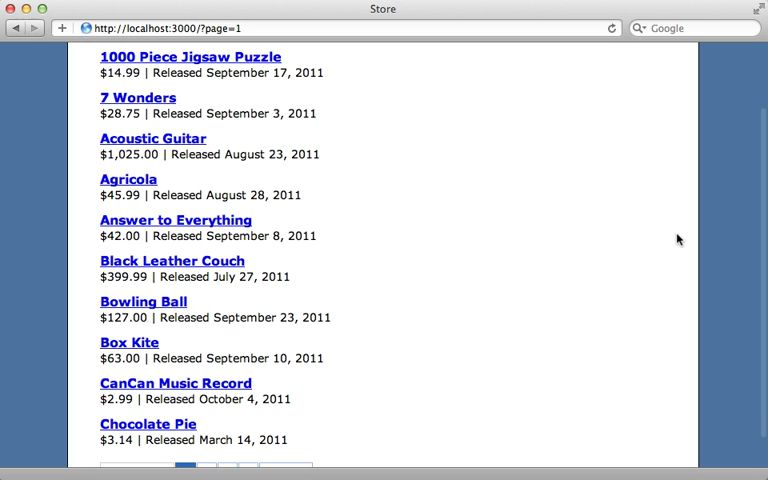 Store
http://localhost:3000/?page=1
Google
1000 Piece Jigsaw Puzzle
$14.99 | Released September 17, 2011
7 Wonders
$28.75 | Released September 3, 2011
Acoustic Guitar
$1,025.00 | Released August 23, 2011
Agricola
$45.99 | Released August 28, 2011
Answer to Everything
$42.00 | Released September 8, 2011
Black Leather Couch
$399.99 | Released July 27, 2011
Bowling Ball
$127.00 | Released September 23, 2011
Box Kite
$63.00 | Released September 10, 2011
CanCan Music Record
$2.99 | Released October 4, 2011
Chocolate Pie
$3.14 | Released March 14, 2011